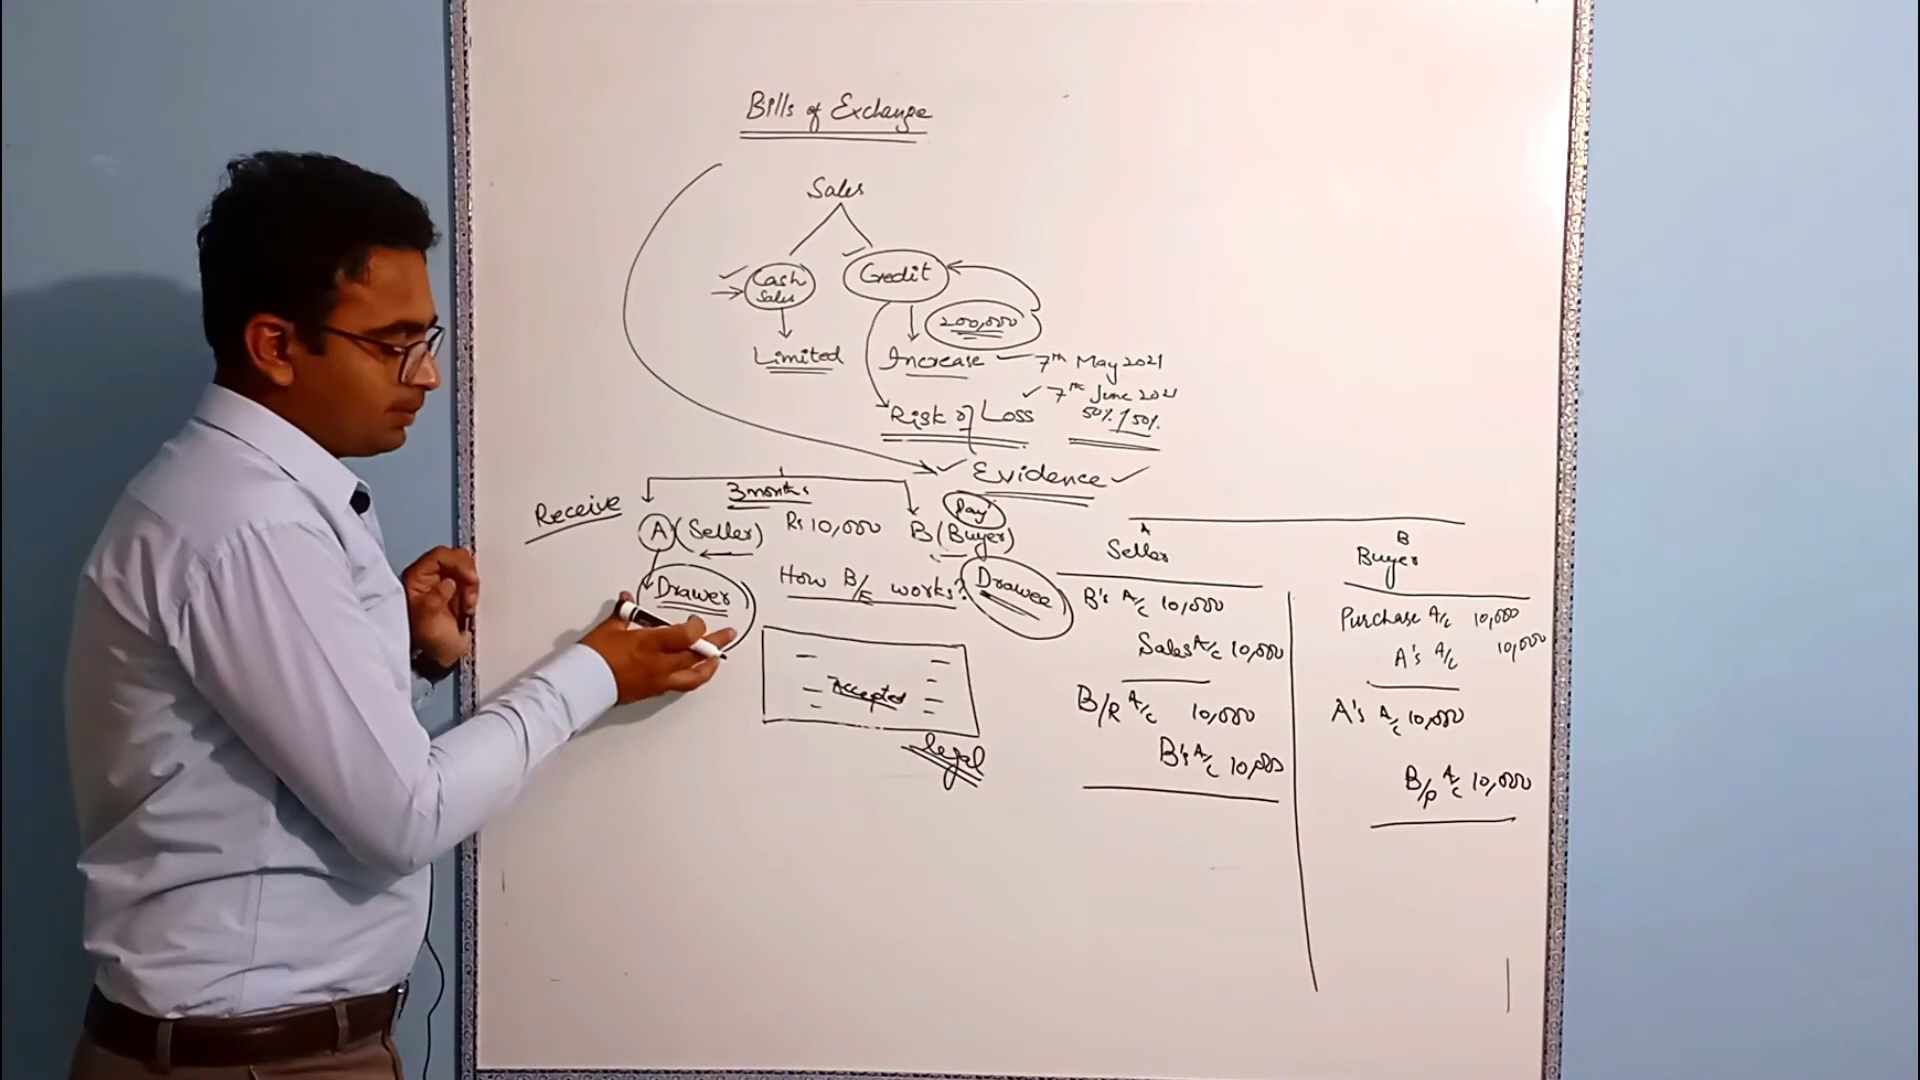 Bills of Exchange
Sales
Cash Sales
Credit
200,000
Limited
Increase
7th May 2021
7th June 2021
Risk of Loss
50% / 50%
Evidence
Receive
3 months
Pay
A (Seller)
Rs 10,000
B (Buyer)
Drawer
How B/E works?
Drawee
Accepted
legal
A
Seller
B's A/c 10,000
Sales A/c 10,000
B/R A/c 10,000
B's A/c 10,000
B
Buyer
Purchase A/c 10,000
A's A/c 10,000
A's A/c 10,000
B/P A/c 10,000